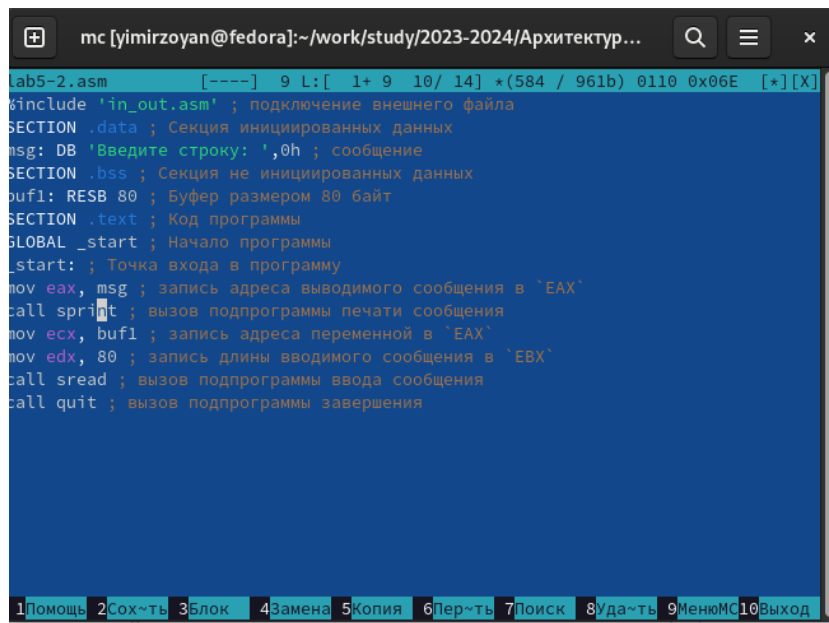 mc [yimirzoyan@fedora]:~/work/study/2023-2024/Архитектур...
lab5-2.asm [----] 9 L:[ 1+ 9 10/ 14] *(584 / 961b) 0110 0x06E [*][X]
%include 'in_out.asm' ; подключение внешнего файла
SECTION .data ; Секция инициированных данных
msg: DB 'Введите строку: ',0h ; сообщение
SECTION .bss ; Секция не инициированных данных
buf1: RESB 80 ; Буфер размером 80 байт
SECTION .text ; Код программы
GLOBAL _start ; Начало программы
_start: ; Точка входа в программу
mov eax, msg ; запись адреса выводимого сообщения в `EAX`
call sprint ; вызов подпрограммы печати сообщения
mov ecx, buf1 ; запись адреса переменной в `EAX`
mov edx, 80 ; запись длины вводимого сообщения в `EBX`
call sread ; вызов подпрограммы ввода сообщения
call quit ; вызов подпрограммы завершения
1Помощь 2Сох~ть 3Блок 4Замена 5Копия 6Пер~ть 7Поиск 8Уда~ть 9МенюMC 10Выход